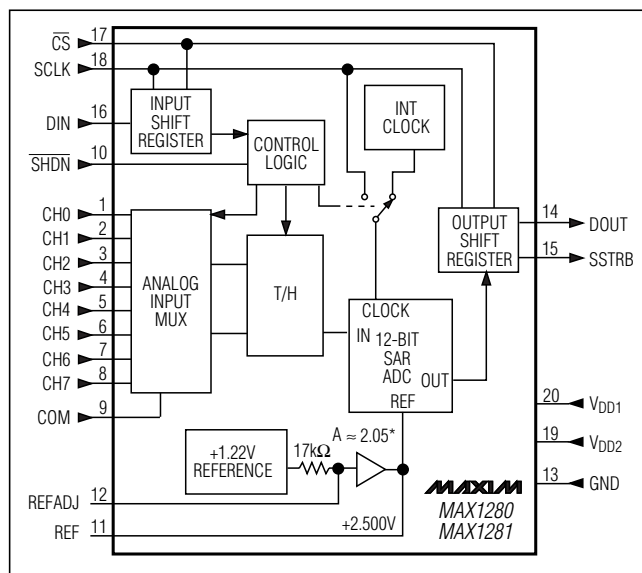 CS 17
SCLK 18
DIN 16
SHDN 10
CH0 1
CH1 2
CH2 3
CH3 4
CH4 5
CH5 6
CH6 7
CH7 8
COM 9
REFADJ 12
REF 11
INPUT
SHIFT
REGISTER
CONTROL
LOGIC
INT
CLOCK
ANALOG
INPUT
MUX
T/H
CLOCK
IN
12-BIT
SAR
ADC
OUT
REF
OUTPUT
SHIFT
REGISTER
14 DOUT
15 SSTRB
20 VDD1
19 VDD2
13 GND
+1.22V
REFERENCE
17kΩ
A ≈ 2.05*
+2.500V
MAXIM
MAX1280
MAX1281